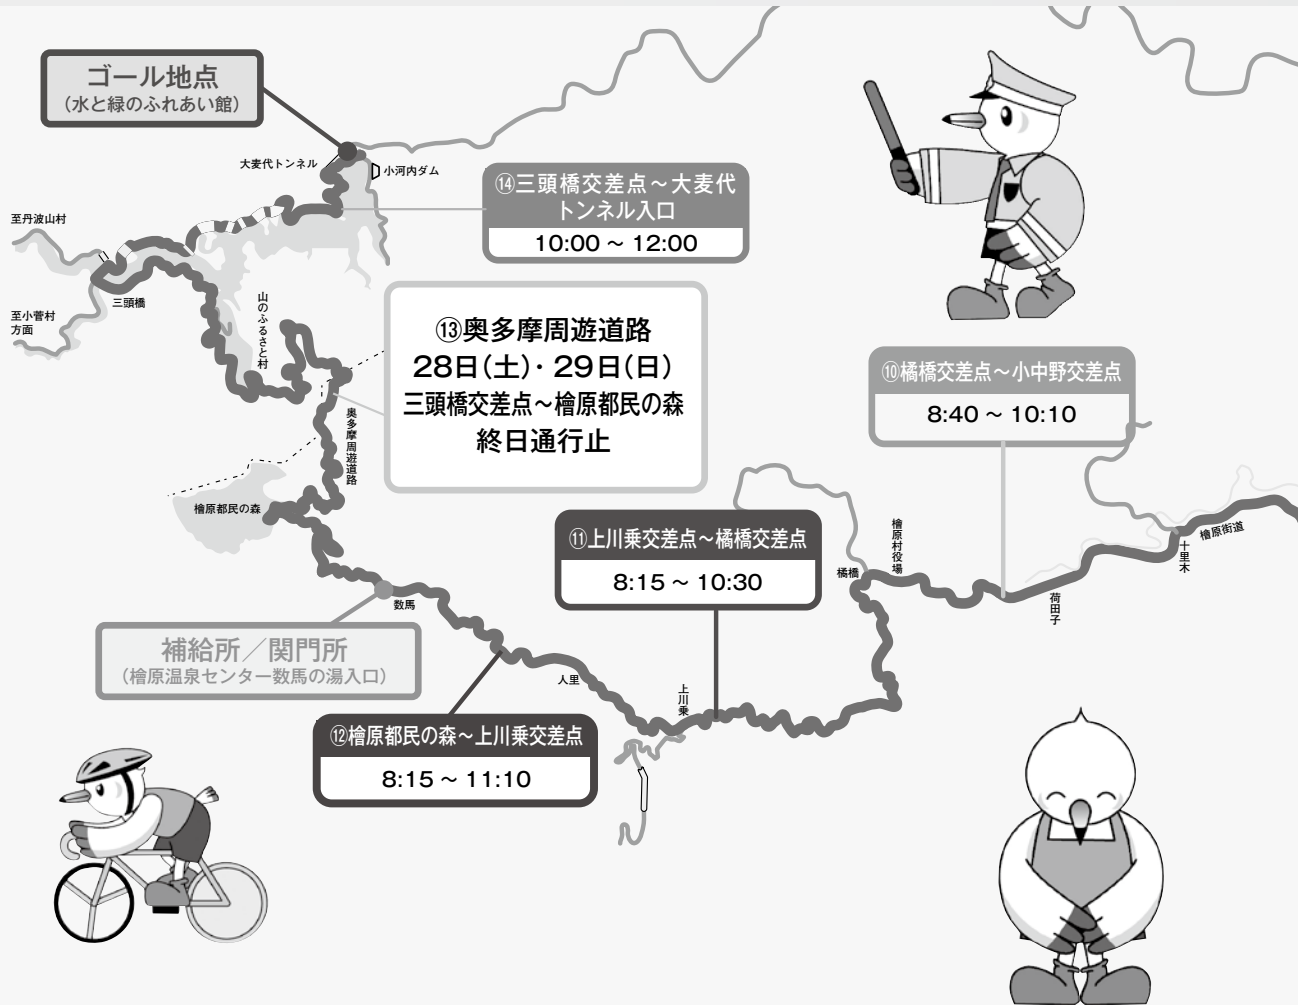 ゴール地点
（水と緑のふれあい館）
大麦代トンネル
小河内ダム
⑭三頭橋交差点～大麦代
トンネル入口
10:00 ～ 12:00
至丹波山村
三頭橋
至小菅村
方面
山のふるさと村
⑬奥多摩周遊道路
28日(土)・29日(日)
三頭橋交差点～檜原都民の森
終日通行止
奥多摩周遊道路
⑩橘橋交差点～小中野交差点
8:40 ～ 10:10
檜原都民の森
⑪上川乗交差点～橘橋交差点
8:15 ～ 10:30
橘橋
檜原村役場
檜原街道
十里木
荷田子
数馬
補給所／関門所
（檜原温泉センター数馬の湯入口）
人里
上川乗
⑫檜原都民の森～上川乗交差点
8:15 ～ 11:10